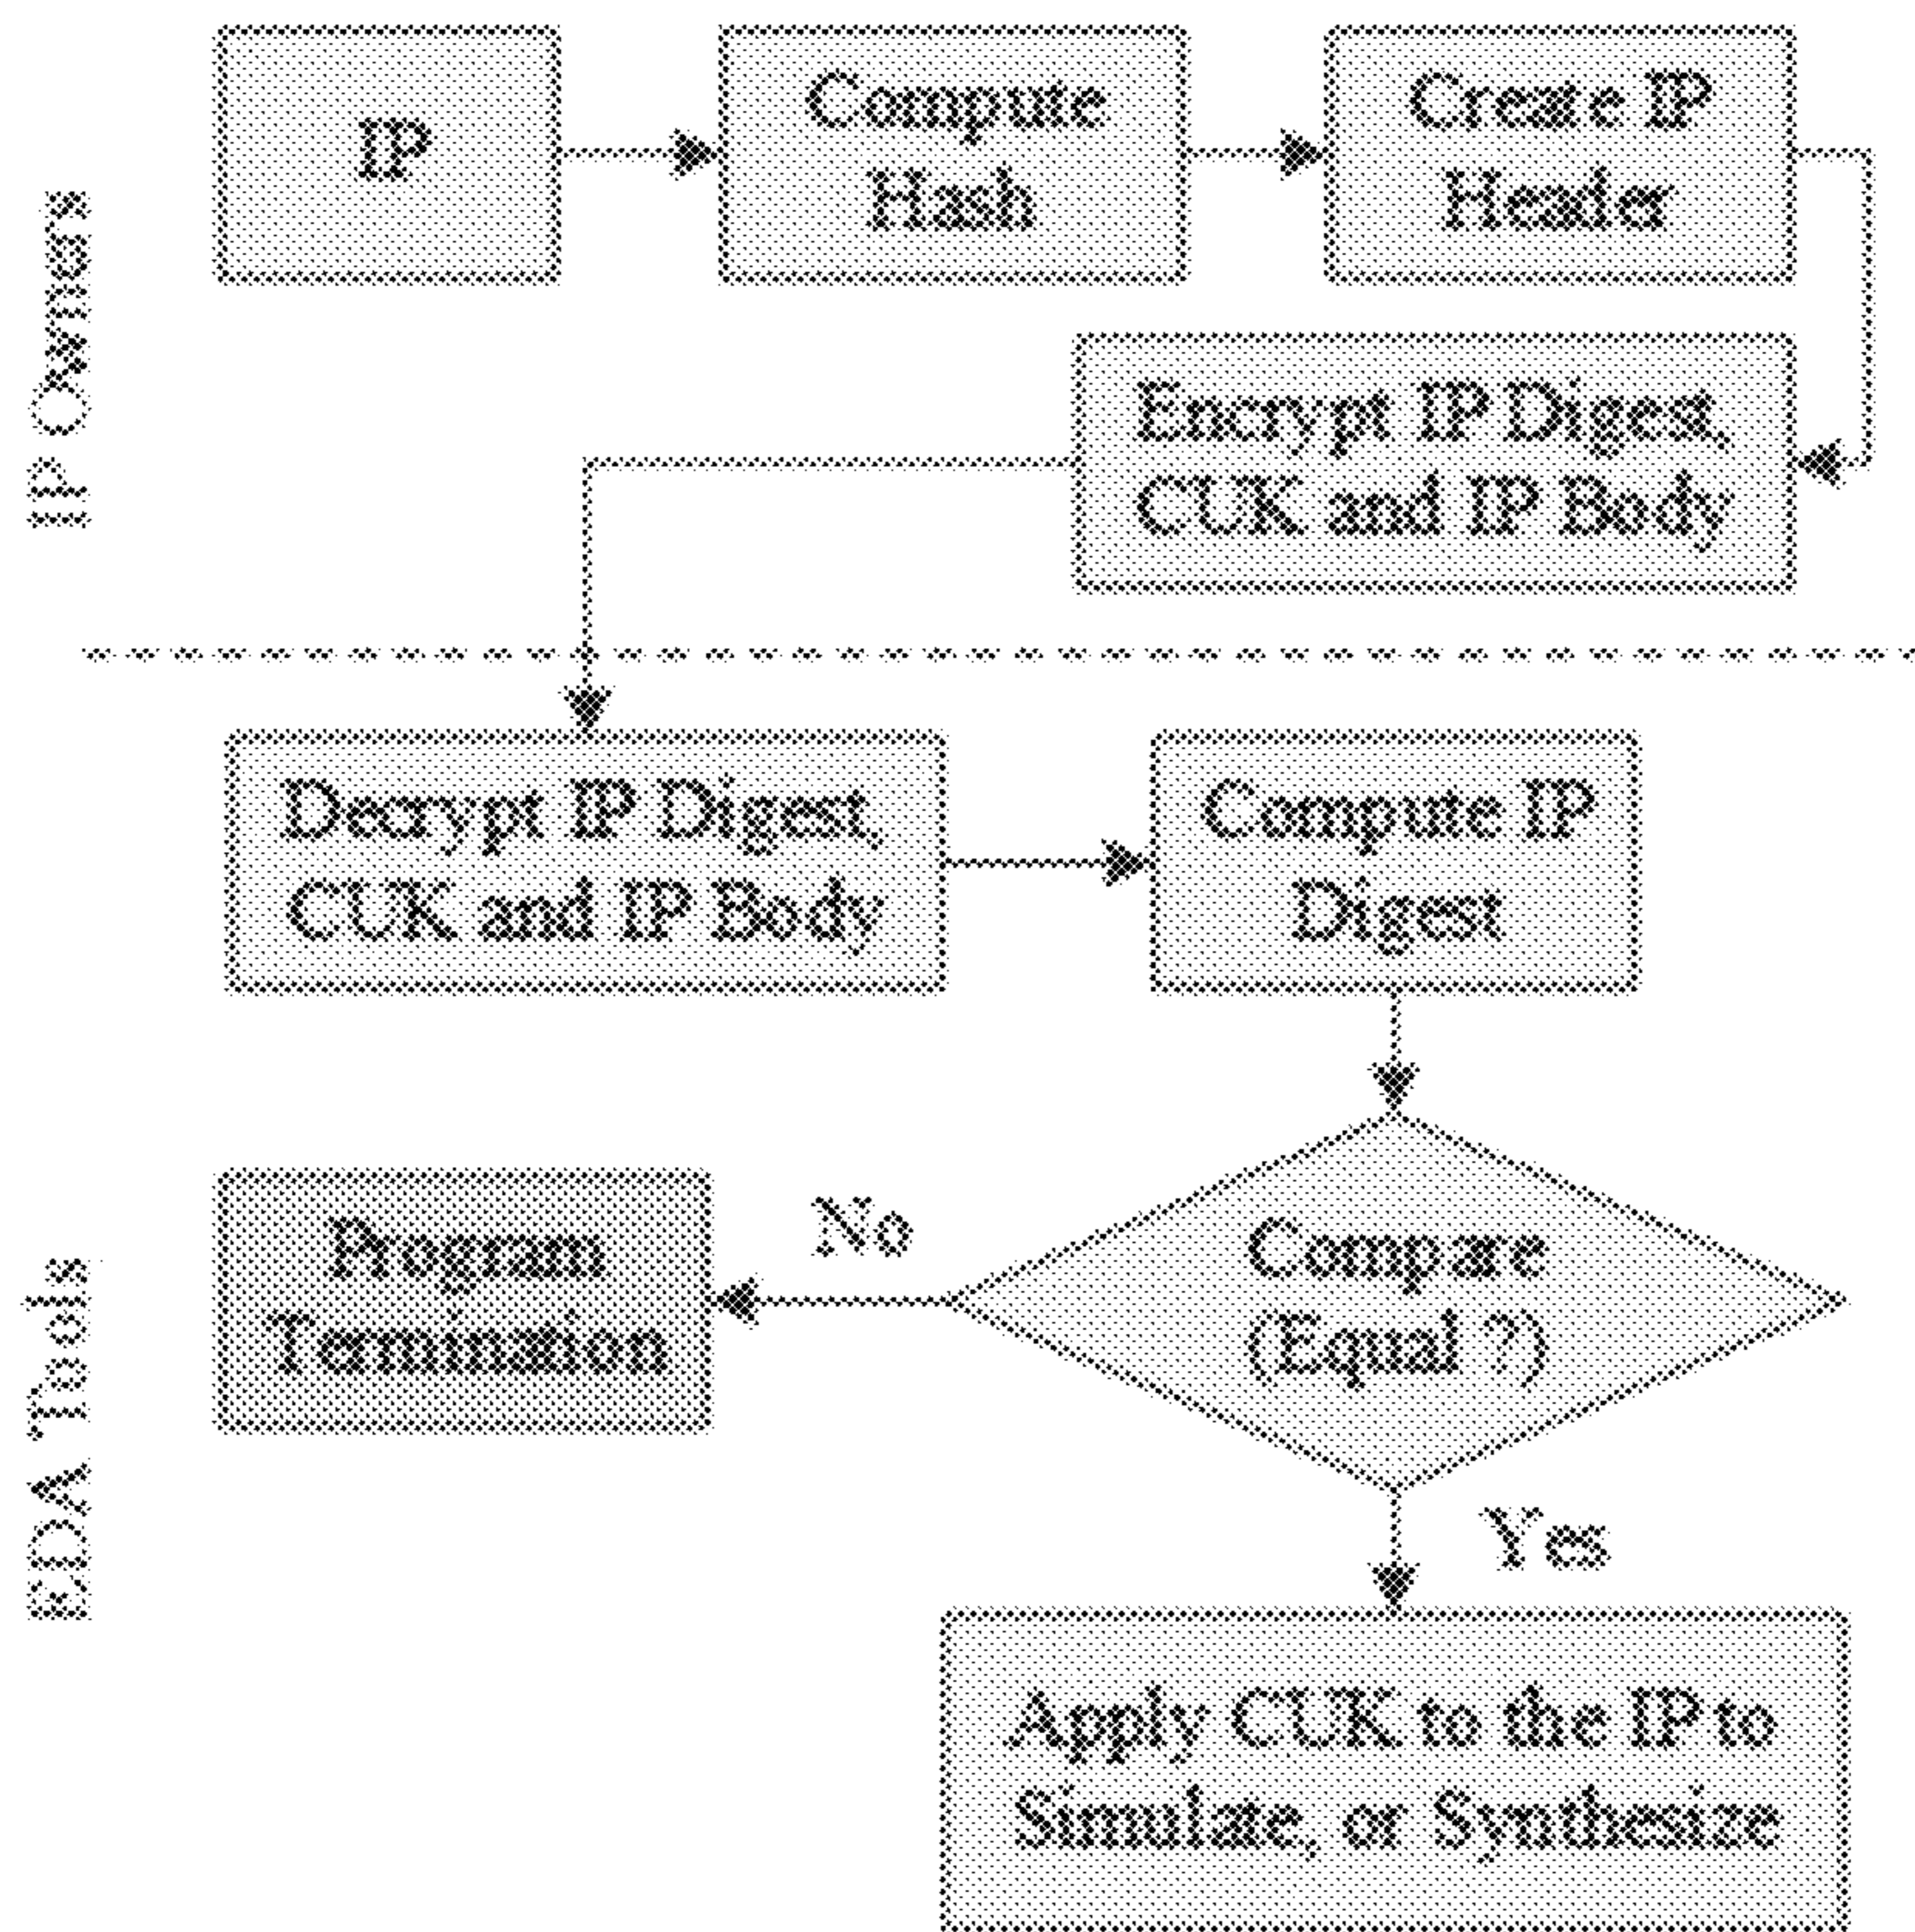 IP Owners
IP
Compute
Hash
Create IP
Header
Encrypt IP Digest,
CUK and IP Body
EDA Tools
Decrypt IP Digest,
CUK and IP Body
Compute IP
Digest
Compare
(Equal ?)
No
Program
Termination
Yes
Apply CUK to the IP to
Simulate, or Synthesize